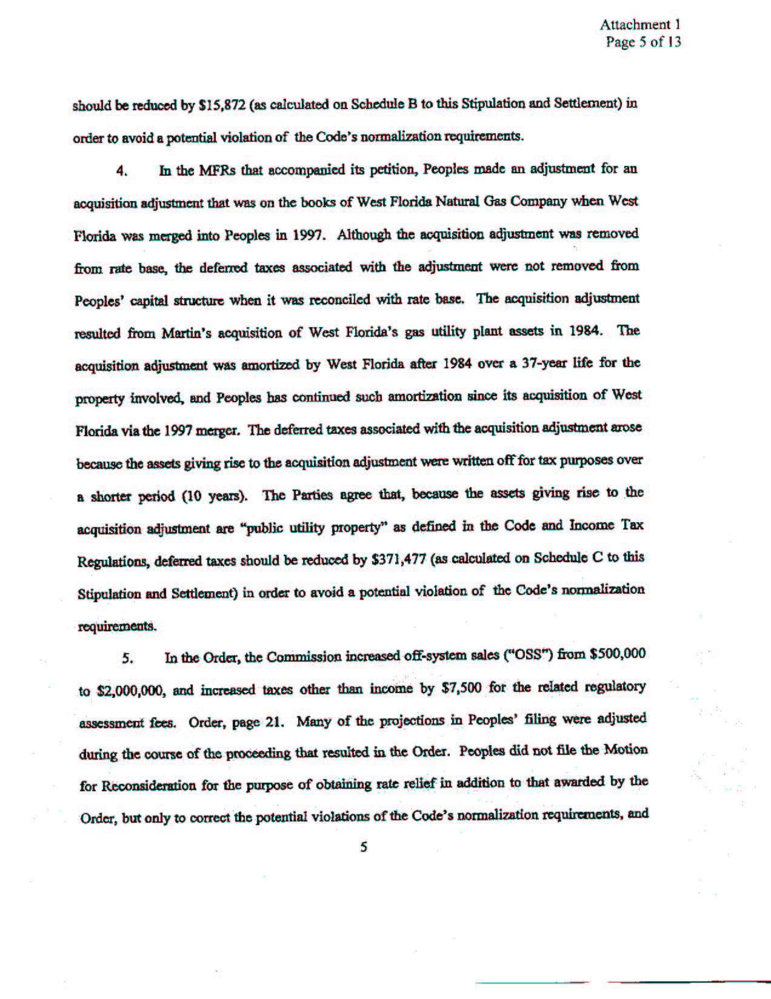 Attachment 1
Page 5 of 13
should be reduced by $15,872 (as calculated on Schedule B to this Stipulation and Settlement) in
order to avoid a potential violation of the Code's normalization requirements.
4. In the MFRs that accompanied its petition, Peoples made an adjustment for an
acquisition adjustment that was on the books of West Florida Natural Gas Company when West
Florida was merged into Peoples in 1997. Although the acquisition adjustment was removed
from rate base, the deferred taxes associated with the adjustment were not removed from
Peoples' capital structure when it was reconciled with rate base. The acquisition adjustment
resulted from Martin's acquisition of West Florida's gas utility plant assets in 1984. The
acquisition adjustment was amortized by West Florida after 1984 over a 37-year life for the
property involved, and Peoples has continued such amortization since its acquisition of West
Florida via the 1997 merger. The deferred taxes associated with the acquisition adjustment arose
because the assets giving rise to the acquisition adjustment were written off for tax purposes over
a shorter period (10 years). The Parties agree that, because the assets giving rise to the
acquisition adjustment are "public utility property" as defined in the Code and Income Tax
Regulations, deferred taxes should be reduced by $371,477 (as calculated on Schedule C to this
Stipulation and Settlement) in order to avoid a potential violation of the Code's normalization
requirements.
5. In the Order, the Commission increased off-system sales ("OSS") from $500,000
to $2,000,000, and increased taxes other than income by $7,500 for the related regulatory
assessment fees. Order, page 21. Many of the projections in Peoples' filing were adjusted
during the course of the proceeding that resulted in the Order. Peoples did not file the Motion
for Reconsideration for the purpose of obtaining rate relief in addition to that awarded by the
Order, but only to correct the potential violations of the Code's normalization requirements, and
5